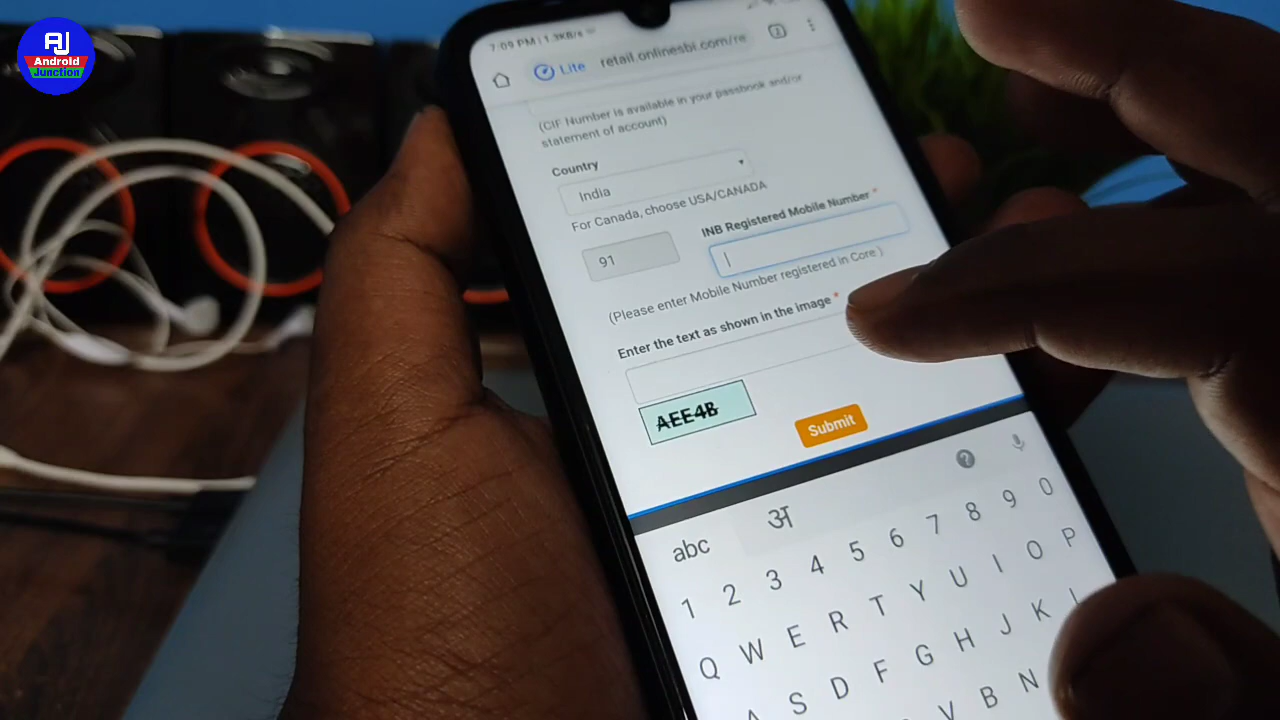 AJ
Android
Junction
7:09 PM | 1.3KB/s
Lite retail.onlinesbi.com/re
2
(CIF Number is available in your passbook and/or
statement of account)
Country
India
For Canada, choose USA/CANADA
INB Registered Mobile Number *
91
(Please enter Mobile Number registered in Core )
Enter the text as shown in the image *
AEE4B
Submit
abc अ
1 2 3 4 5 6 7 8 9 0
Q W E R T Y U I O P
A S D F G H J K L
V B N